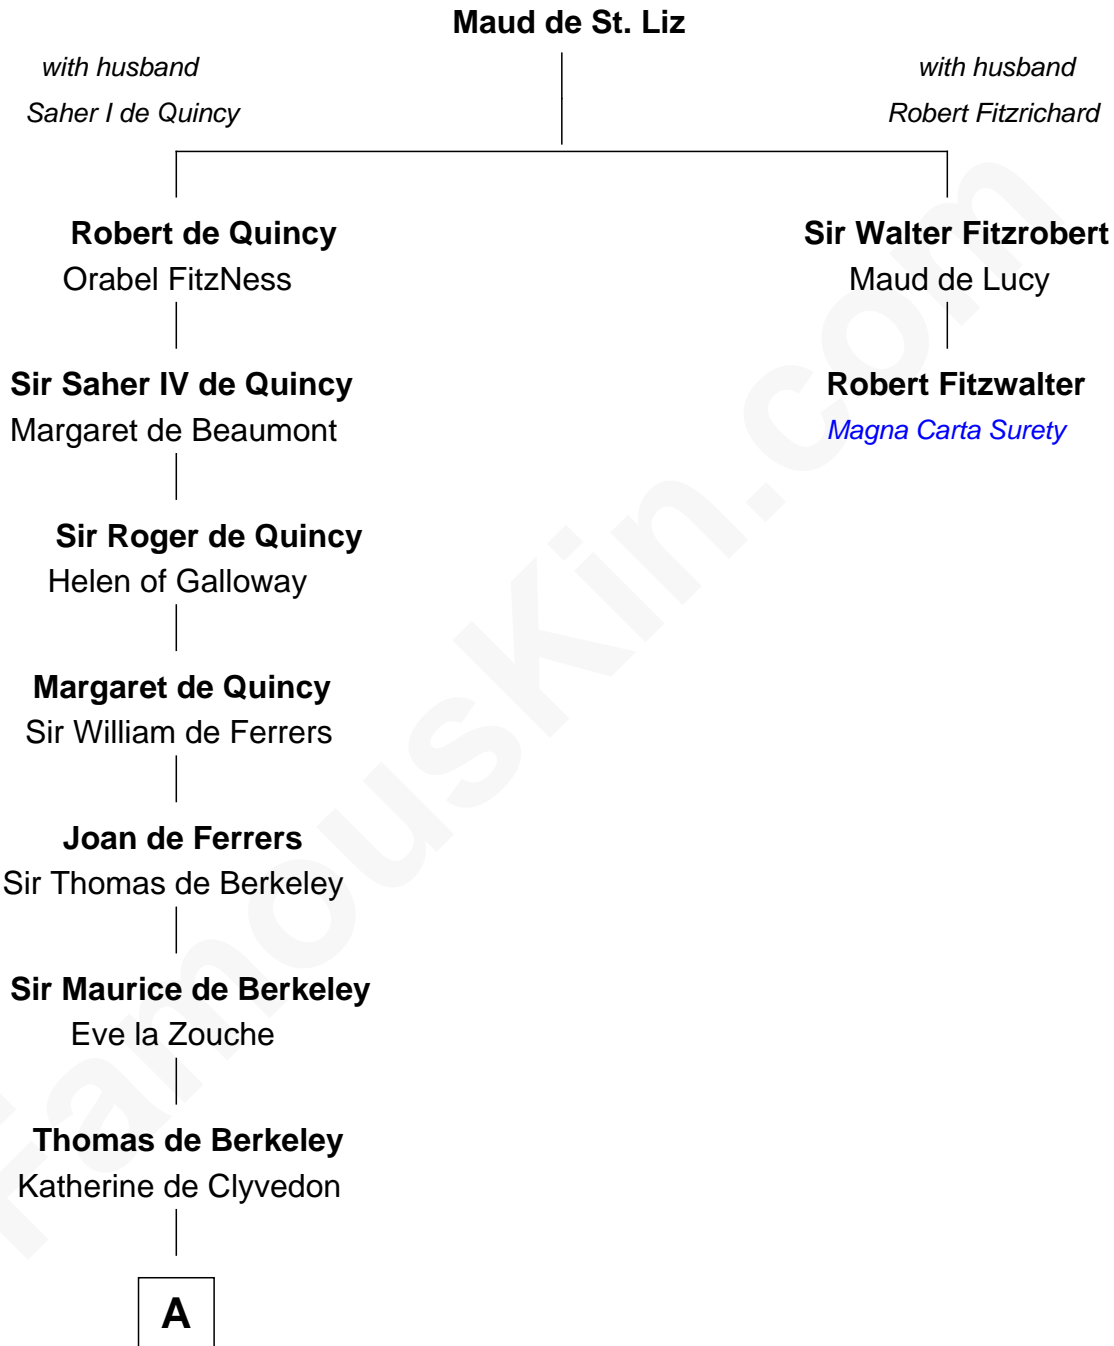 Maud de St. Liz
with husband
Saher I de Quincy
with husband
Robert Fitzrichard
Robert de Quincy
Orabel FitzNess
Sir Walter Fitzrobert
Maud de Lucy
Sir Saher IV de Quincy
Margaret de Beaumont
Robert Fitzwalter
Magna Carta Surety
Sir Roger de Quincy
Helen of Galloway
Margaret de Quincy
Sir William de Ferrers
Joan de Ferrers
Sir Thomas de Berkeley
Sir Maurice de Berkeley
Eve la Zouche
Thomas de Berkeley
Katherine de Clyvedon
A
FamousKin.com